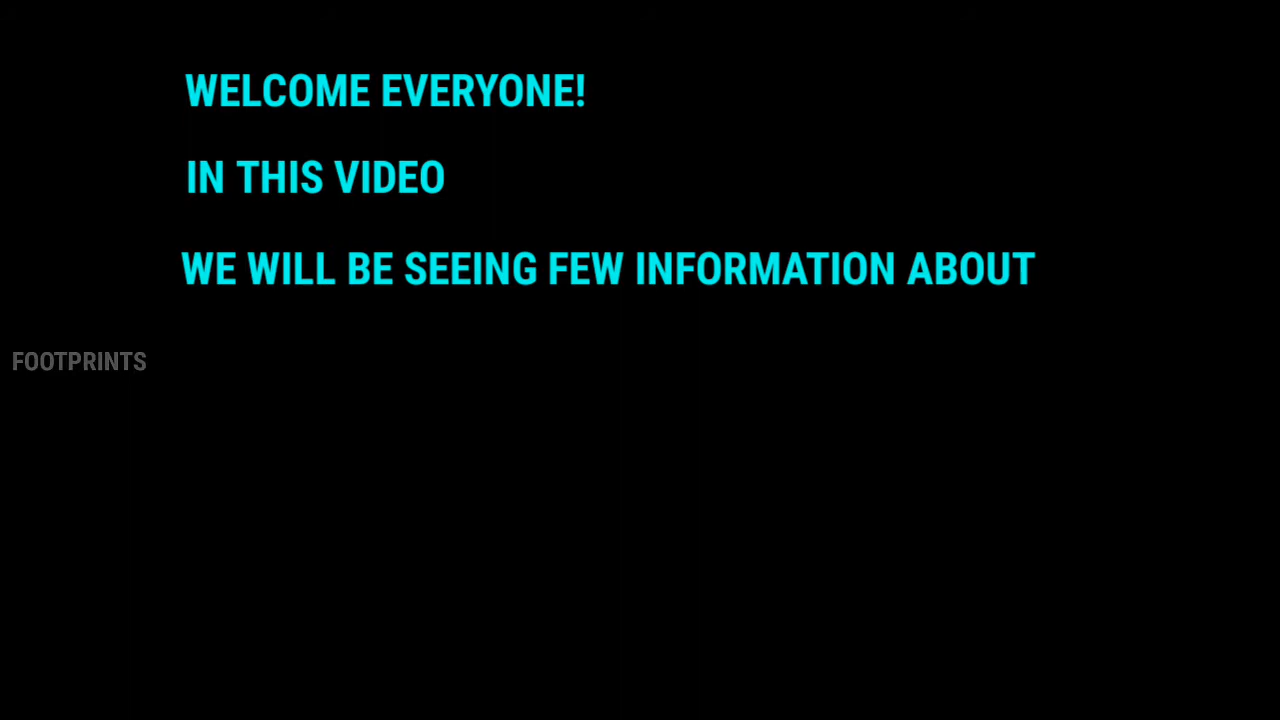 WELCOME EVERYONE!
IN THIS VIDEO
WE WILL BE SEEING FEW INFORMATION ABOUT
FOOTPRINTS